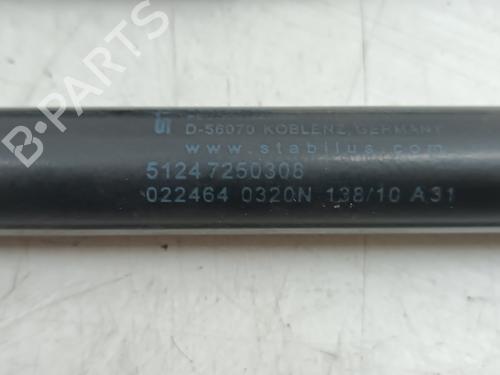 D-56070 KOBLENZ, GERMANY
www.stabilus.com
51247250308
022464 0320N 138/10 A31
B-Parts